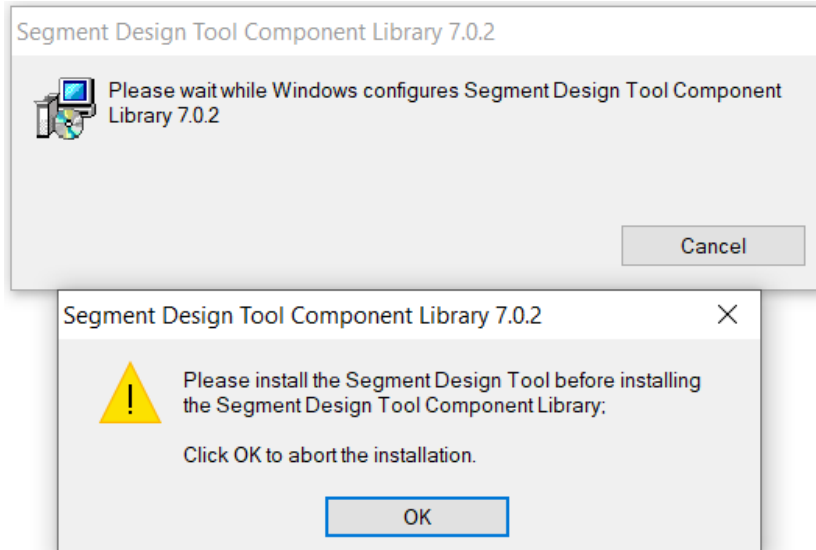 Segment Design Tool Component Library 7.0.2
Please wait while Windows configures Segment Design Tool Component
Library 7.0.2
Cancel
Segment Design Tool Component Library 7.0.2
Please install the Segment Design Tool before installing
the Segment Design Tool Component Library;
Click OK to abort the installation.
OK